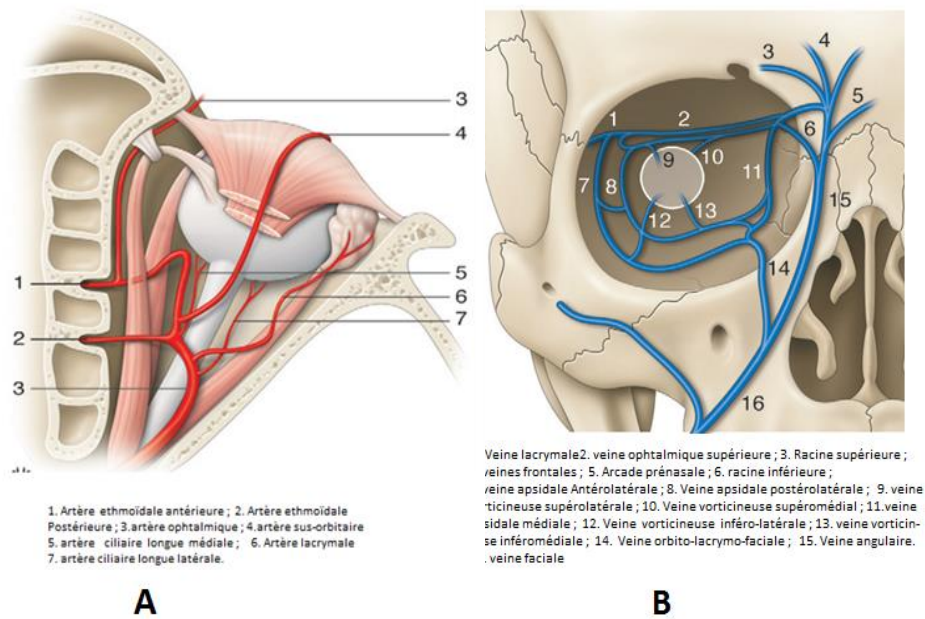 3
4
1
5
6
2
7
3
3
4
5
1
2
6
9
10
7
8
11
15
12
13
14
16
1. Artère ethmoïdale antérieure ; 2. Artère ethmoïdale
Postérieure ; 3.artère ophtalmique ; 4.artère sus-orbitaire
5. artère ciliaire longue médiale ; 6. Artère lacrymale
7. artère ciliaire longue latérale.
A
Veine lacrymale2. veine ophtalmique supérieure ; 3. Racine supérieure ;
veines frontales ; 5. Arcade prénasale ; 6. racine inférieure ;
veine apsidale Antérolatérale ; 8. Veine apsidale postérolatérale ; 9. veine
rticineuse supérolatérale ; 10. Veine vorticineuse supéromédial ; 11.veine
sidale médiale ; 12. Veine vorticineuse inféro-latérale ; 13. veine vorticin-
se inféromédiale ; 14. Veine orbito-lacrymo-faciale ; 15. Veine angulaire.
. veine faciale
B